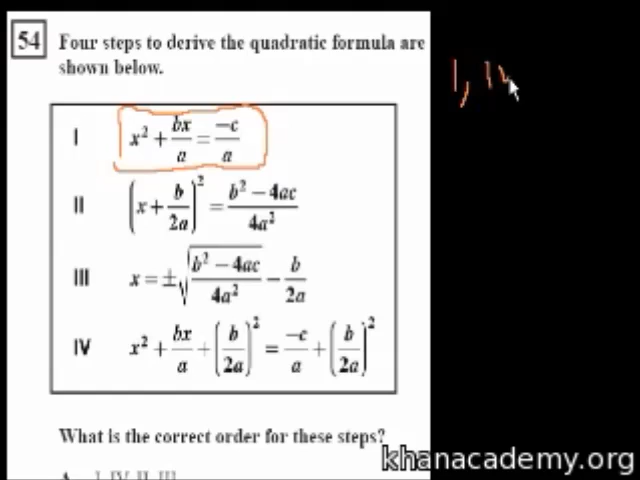 54 Four steps to derive the quadratic formula are
shown below.
I x² + bx/a = -c/a
II (x + b/2a)² = b² - 4ac/4a²
III x = ±√(b² - 4ac/4a²) - b/2a
IV x² + bx/a + (b/2a)² = -c/a + (b/2a)²
What is the correct order for these steps?
A. I, IV, II, III
khanacademy.org